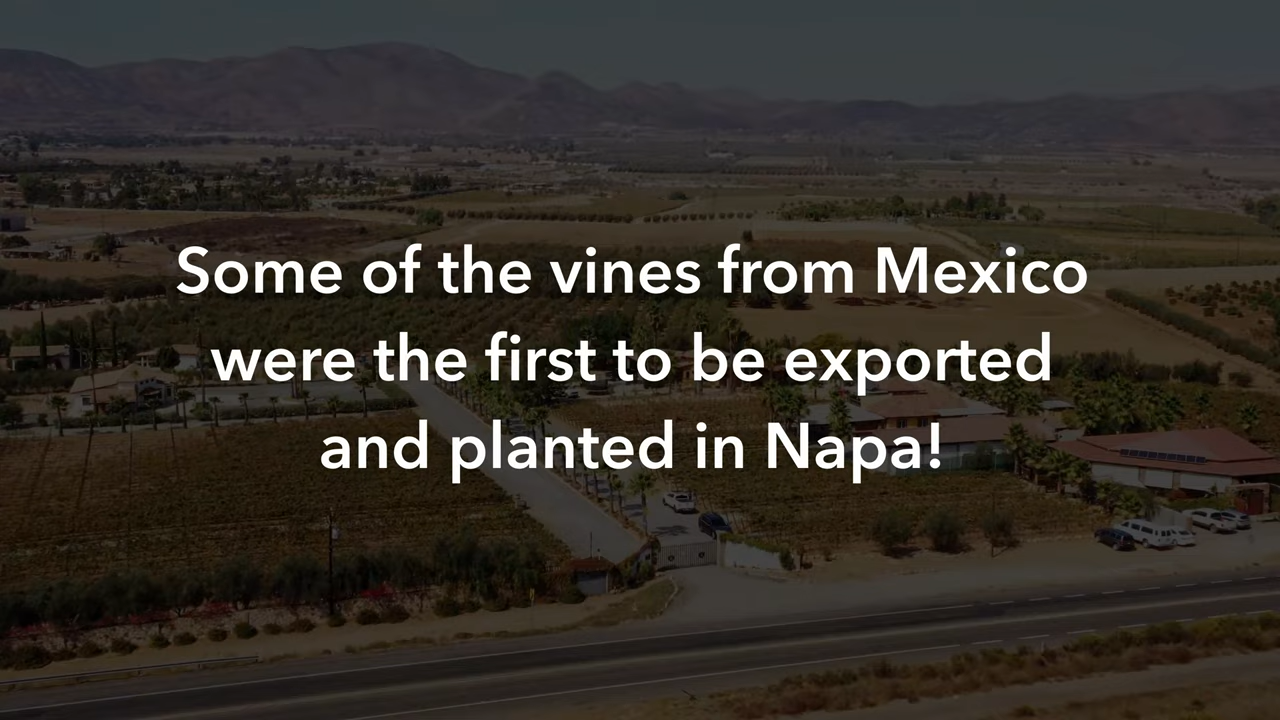 Some of the vines from Mexico
were the first to be exported
and planted in Napa!